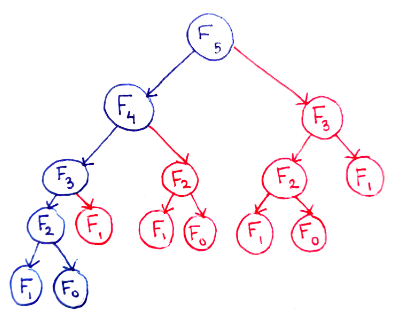 F₅
F₄ F₃
F₃ F₂ F₂ F₁
F₂ F₁ F₁ F₀ F₁ F₀
F₁ F₀